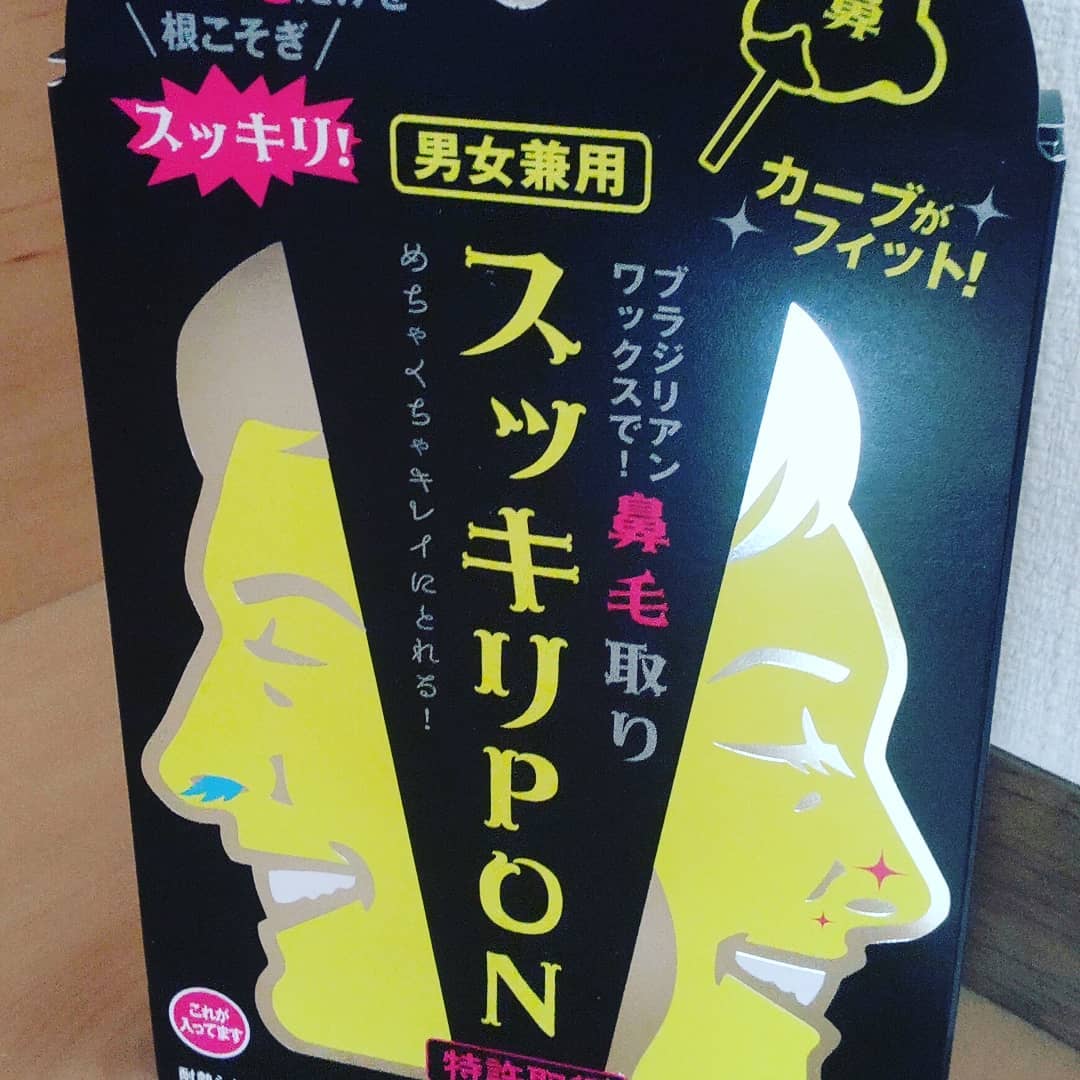 根こそぎ
スッキリ!
男女兼用
鼻
カーブが
フィット!
ブラジリアン
ワックスで!
鼻毛取り
スッキリPON
めちゃくちゃキレイにとれる!
これが
入ってます